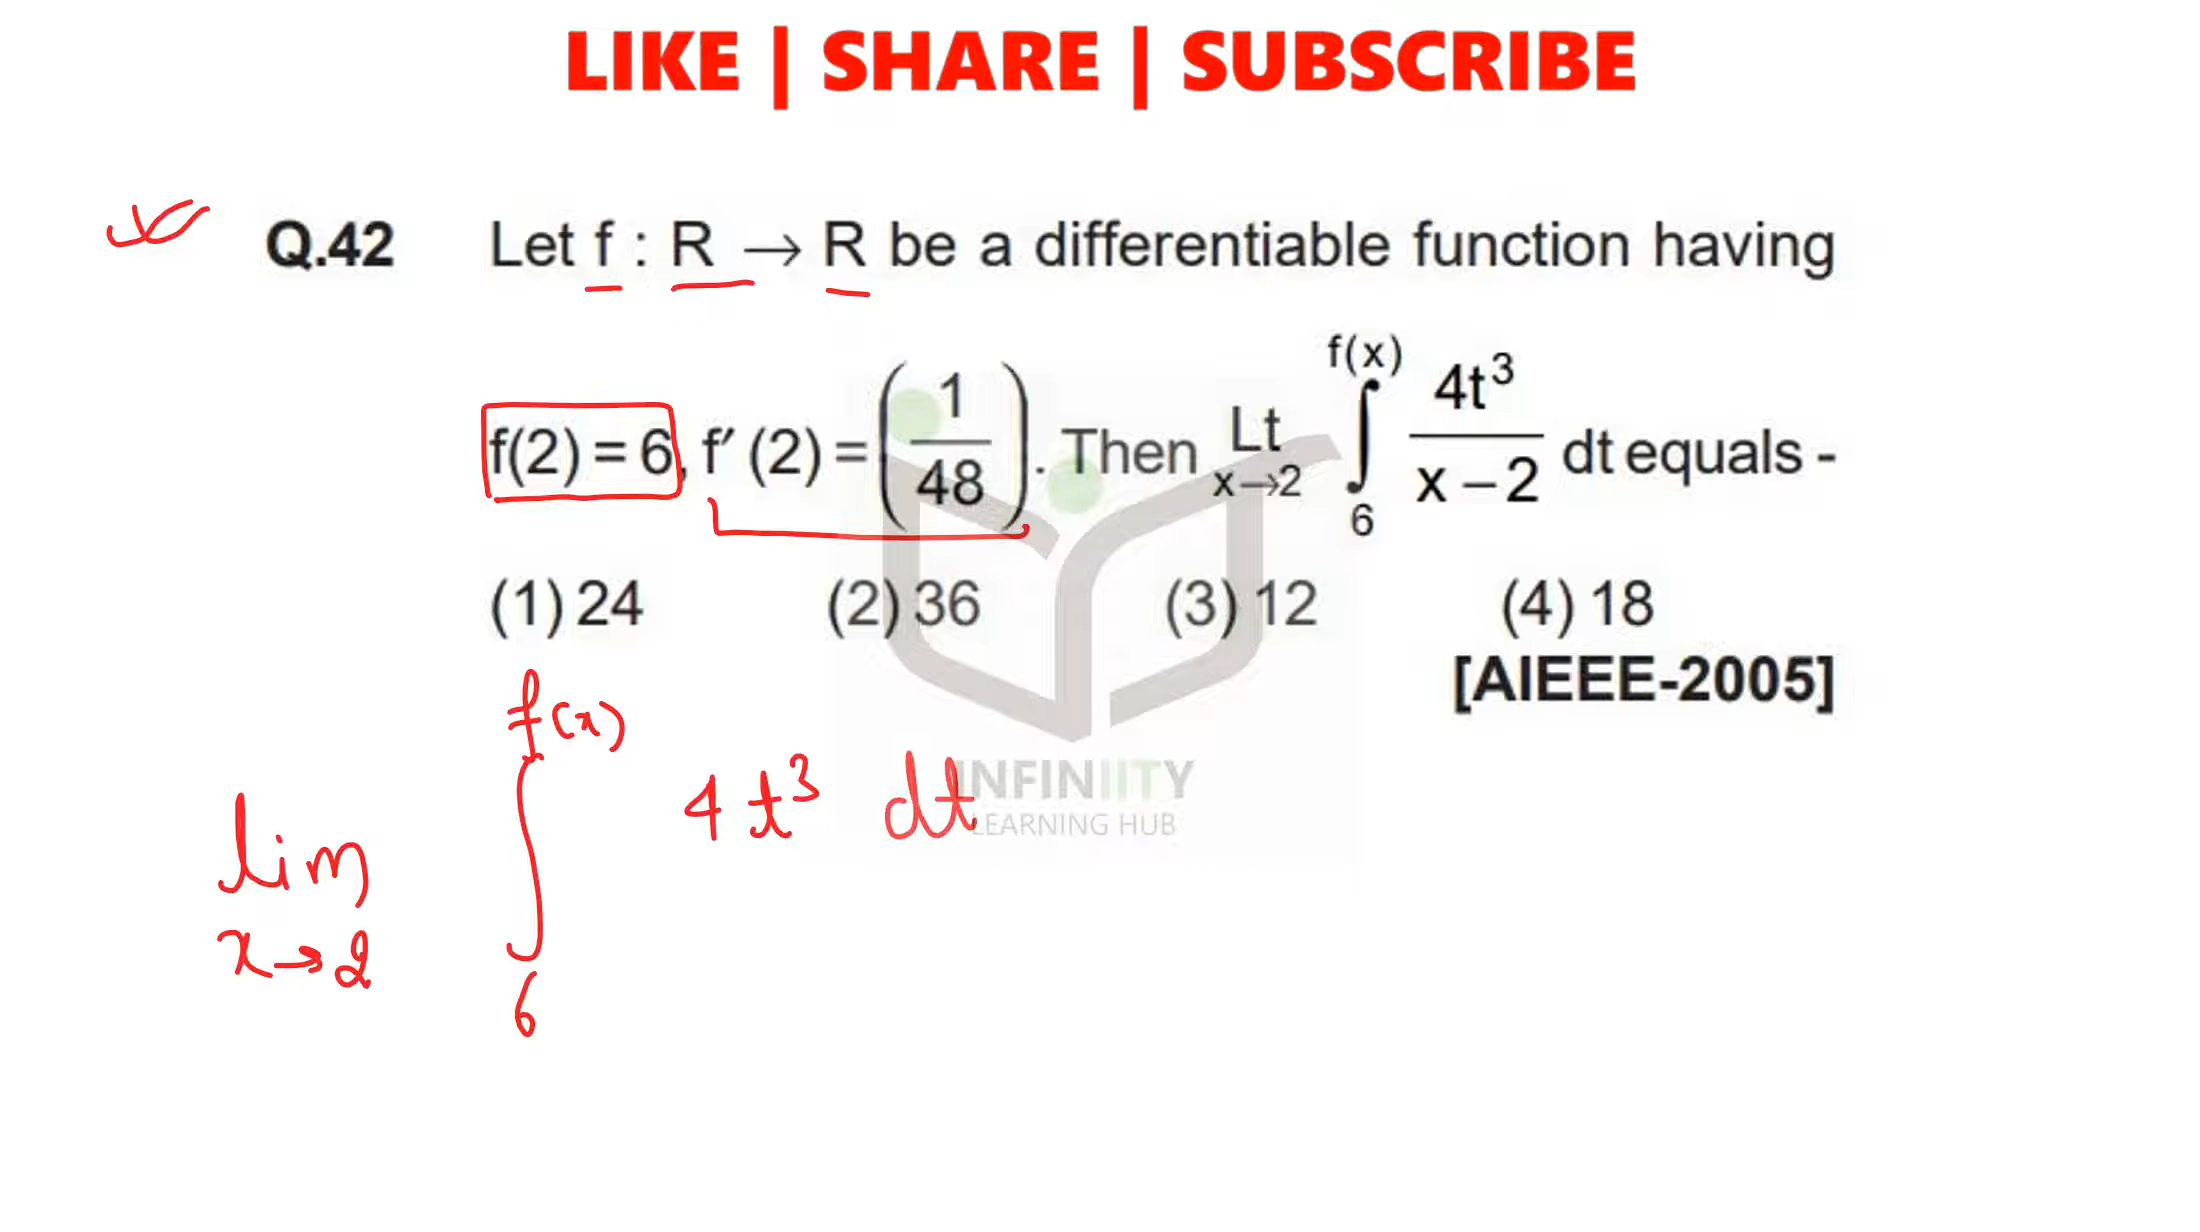 LIKE | SHARE | SUBSCRIBE
Q.42 Let f : R → R be a differentiable function having
f(2) = 6, f′ (2) = (1/48). Then Lt x→2 ∫6^f(x) 4t³/(x−2) dt equals -
(1) 24 (2) 36 (3) 12 (4) 18
[AIEEE-2005]
lim x→2 ∫6^f(x) 4t³ dt
INFINIITY
LEARNING HUB